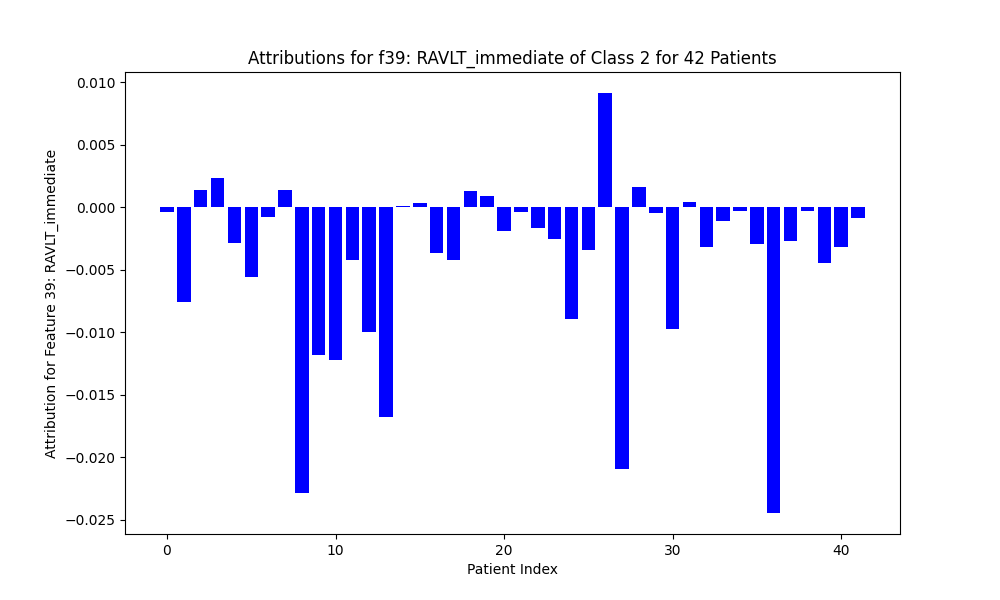 Attributions for f39: RAVLT_immediate of Class 2 for 42 Patients
Attribution for Feature 39: RAVLT_immediate
0.010
0.005
0.000
−0.005
−0.010
−0.015
−0.020
−0.025
0 10 20 30 40
Patient Index